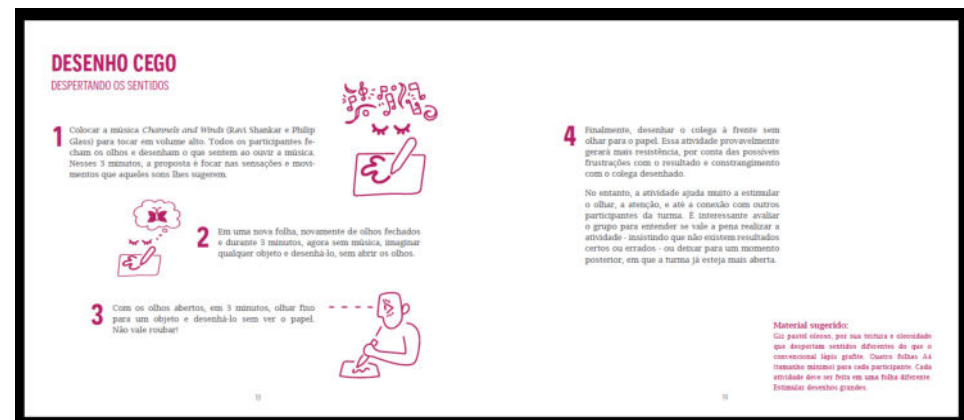 DESENHO CEGO
DESPERTANDO OS SENTIDOS
1 Colocar a música Channels and Winds (Ravi Shankar e Philip
Glass) para tocar em volume alto. Todos os participantes fe-
cham os olhos e desenham o que sentem ao ouvir a música.
Nesses 3 minutos, a proposta é focar nas sensações e movi-
mentos que aqueles sons lhes sugerem.
2 Em uma nova folha, novamente de olhos fechados
e durante 3 minutos, agora sem música, imaginar
qualquer objeto e desenhá-lo, sem abrir os olhos.
3 Com os olhos abertos, em 3 minutos, olhar fixo
para um objeto e desenhá-lo sem ver o papel.
Não vale roubar!
4 Finalmente, desenhar o colega à frente sem
olhar para o papel. Essa atividade provavelmente
gerará mais resistência, por conta das possíveis
frustrações com o resultado e constrangimento
com o colega desenhado.
No entanto, a atividade ajuda muito a estimular
o olhar, a atenção, e até a conexão com outros
participantes da turma. É interessante avaliar
o grupo para entender se vale a pena realizar a
atividade - insistindo que não existem resultados
certos ou errados - ou deixar para um momento
posterior, em que a turma já esteja mais aberta.
Material sugerido:
Giz pastel oleoso, por sua textura e oleosidade
que despertam sentidos diferentes do que o
convencional lápis grafite. Quatro folhas A4
(tamanho mínimo) para cada participante. Cada
atividade deve ser feita em uma folha diferente.
Estimular desenhos grandes.